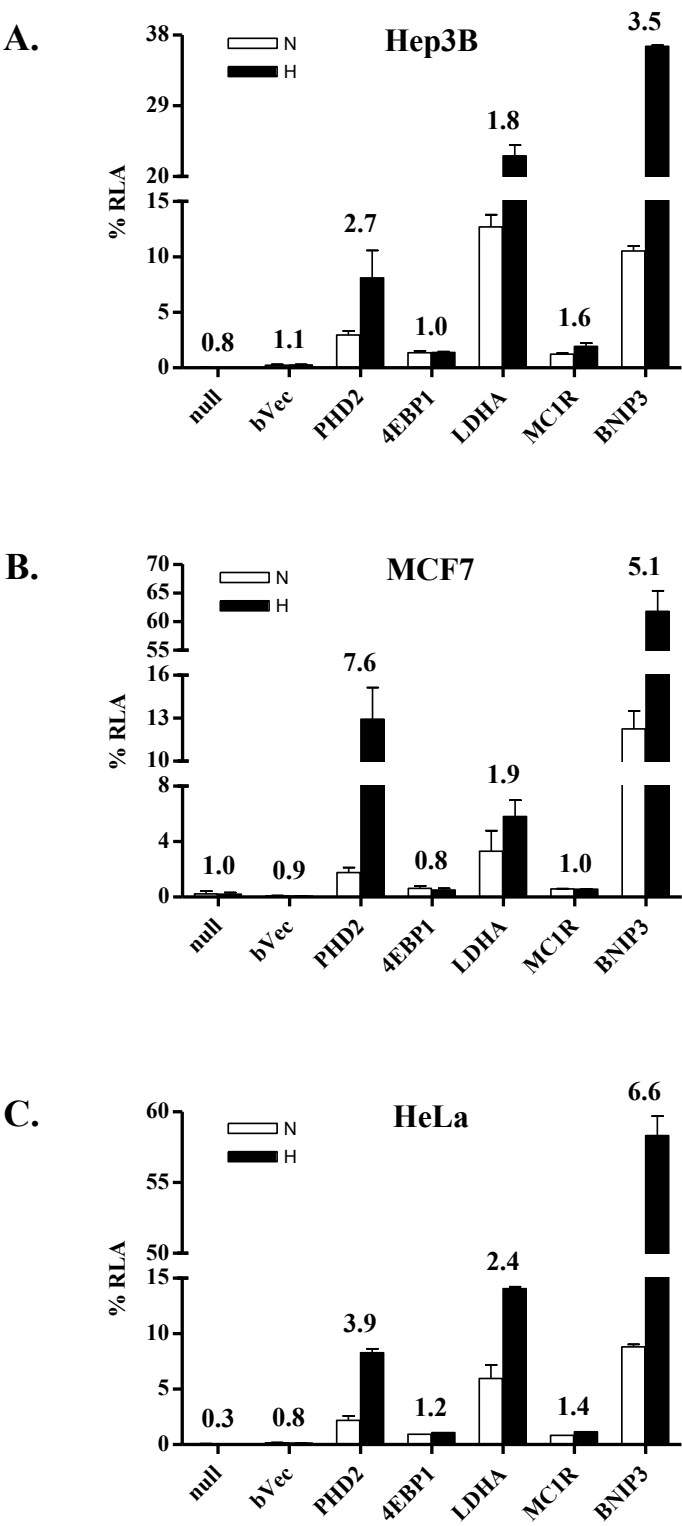 A.
Hep3B
N
H
% RLA
38
29
20
15
10
5
0
0.8
1.1
2.7
1.0
1.8
1.6
3.5
null
bVec
PHD2
4EBP1
LDHA
MC1R
BNIP3
B.
MCF7
N
H
% RLA
70
65
60
55
16
13
10
8
4
0
1.0
0.9
7.6
0.8
1.9
1.0
5.1
null
bVec
PHD2
4EBP1
LDHA
MC1R
BNIP3
C.
HeLa
N
H
% RLA
60
55
50
15
10
5
0
0.3
0.8
3.9
1.2
2.4
1.4
6.6
null
bVec
PHD2
4EBP1
LDHA
MC1R
BNIP3